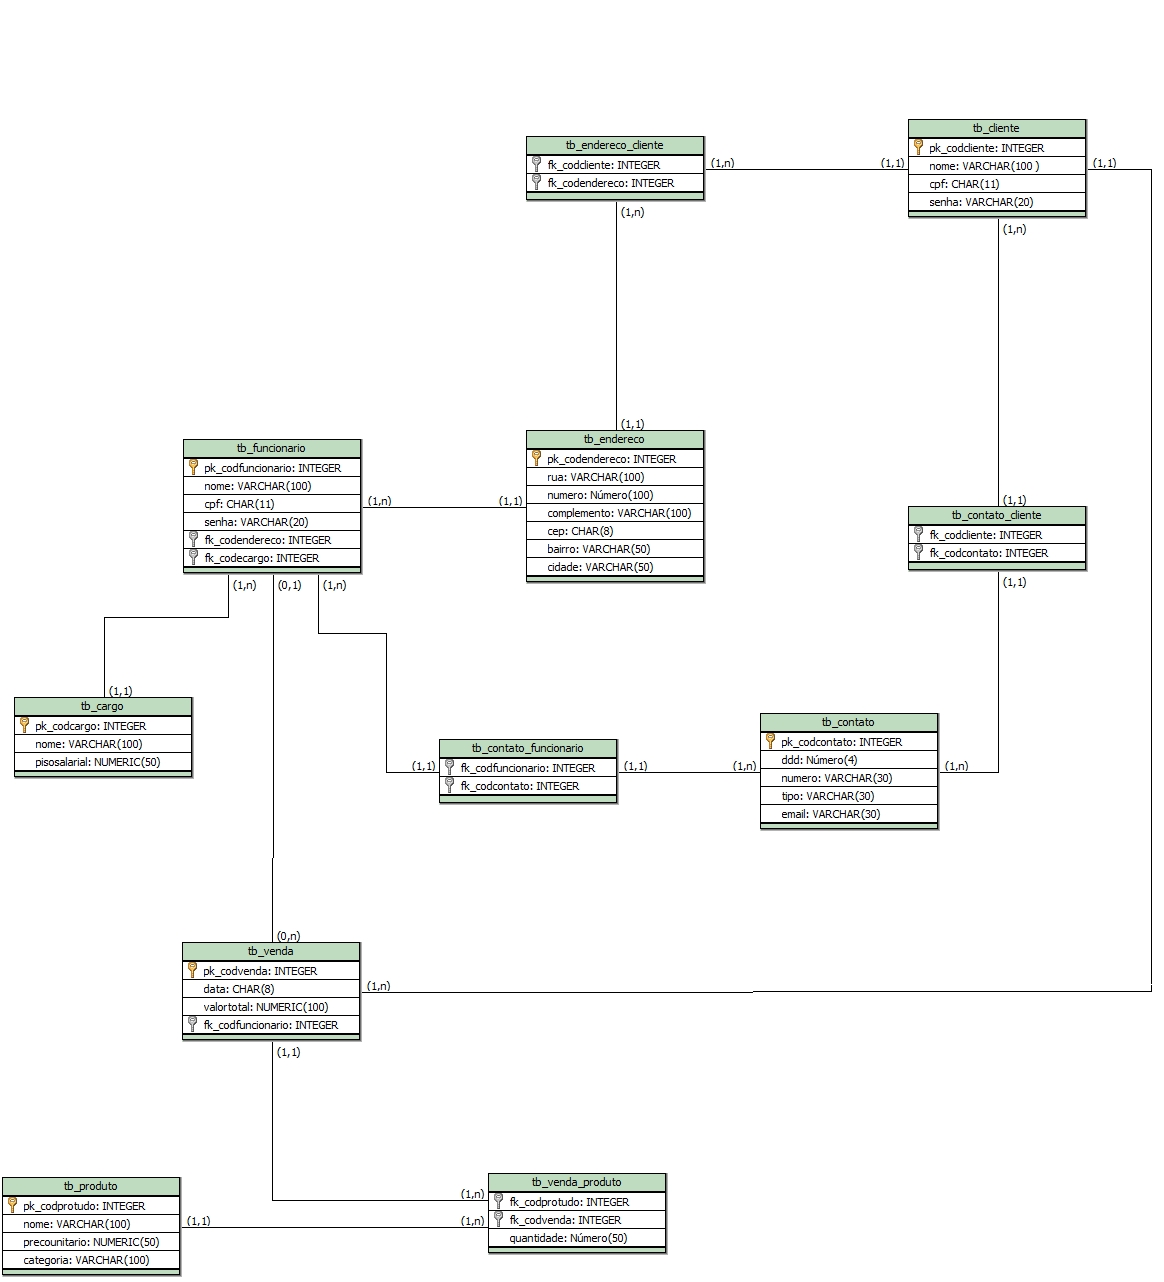 tb_cliente
pk_codcliente: INTEGER
nome: VARCHAR(100 )
cpf: CHAR(11)
senha: VARCHAR(20)
tb_endereco_cliente
fk_codcliente: INTEGER
fk_codendereco: INTEGER
(1,n)
(1,1)
(1,1)
(1,n)
(1,n)
(1,1)
tb_endereco
pk_codendereco: INTEGER
rua: VARCHAR(100)
numero: Número(100)
complemento: VARCHAR(100)
cep: CHAR(8)
bairro: VARCHAR(50)
cidade: VARCHAR(50)
tb_funcionario
pk_codfuncionario: INTEGER
nome: VARCHAR(100)
cpf: CHAR(11)
senha: VARCHAR(20)
fk_codendereco: INTEGER
fk_codecargo: INTEGER
(1,n)
(1,1)
(1,1)
tb_contato_cliente
fk_codcliente: INTEGER
fk_codcontato: INTEGER
(1,1)
(1,n)
(0,1)
(1,n)
(1,1)
tb_cargo
pk_codcargo: INTEGER
nome: VARCHAR(100)
pisosalarial: NUMERIC(50)
tb_contato_funcionario
fk_codfuncionario: INTEGER
fk_codcontato: INTEGER
(1,1)
(1,1)
(1,n)
tb_contato
pk_codcontato: INTEGER
ddd: Número(4)
numero: VARCHAR(30)
tipo: VARCHAR(30)
email: VARCHAR(30)
(1,n)
(0,n)
tb_venda
pk_codvenda: INTEGER
data: CHAR(8)
valortotal: NUMERIC(100)
fk_codfuncionario: INTEGER
(1,n)
(1,1)
tb_produto
pk_codprotudo: INTEGER
nome: VARCHAR(100)
precounitario: NUMERIC(50)
categoria: VARCHAR(100)
(1,1)
(1,n)
(1,n)
tb_venda_produto
fk_codprotudo: INTEGER
fk_codvenda: INTEGER
quantidade: Número(50)